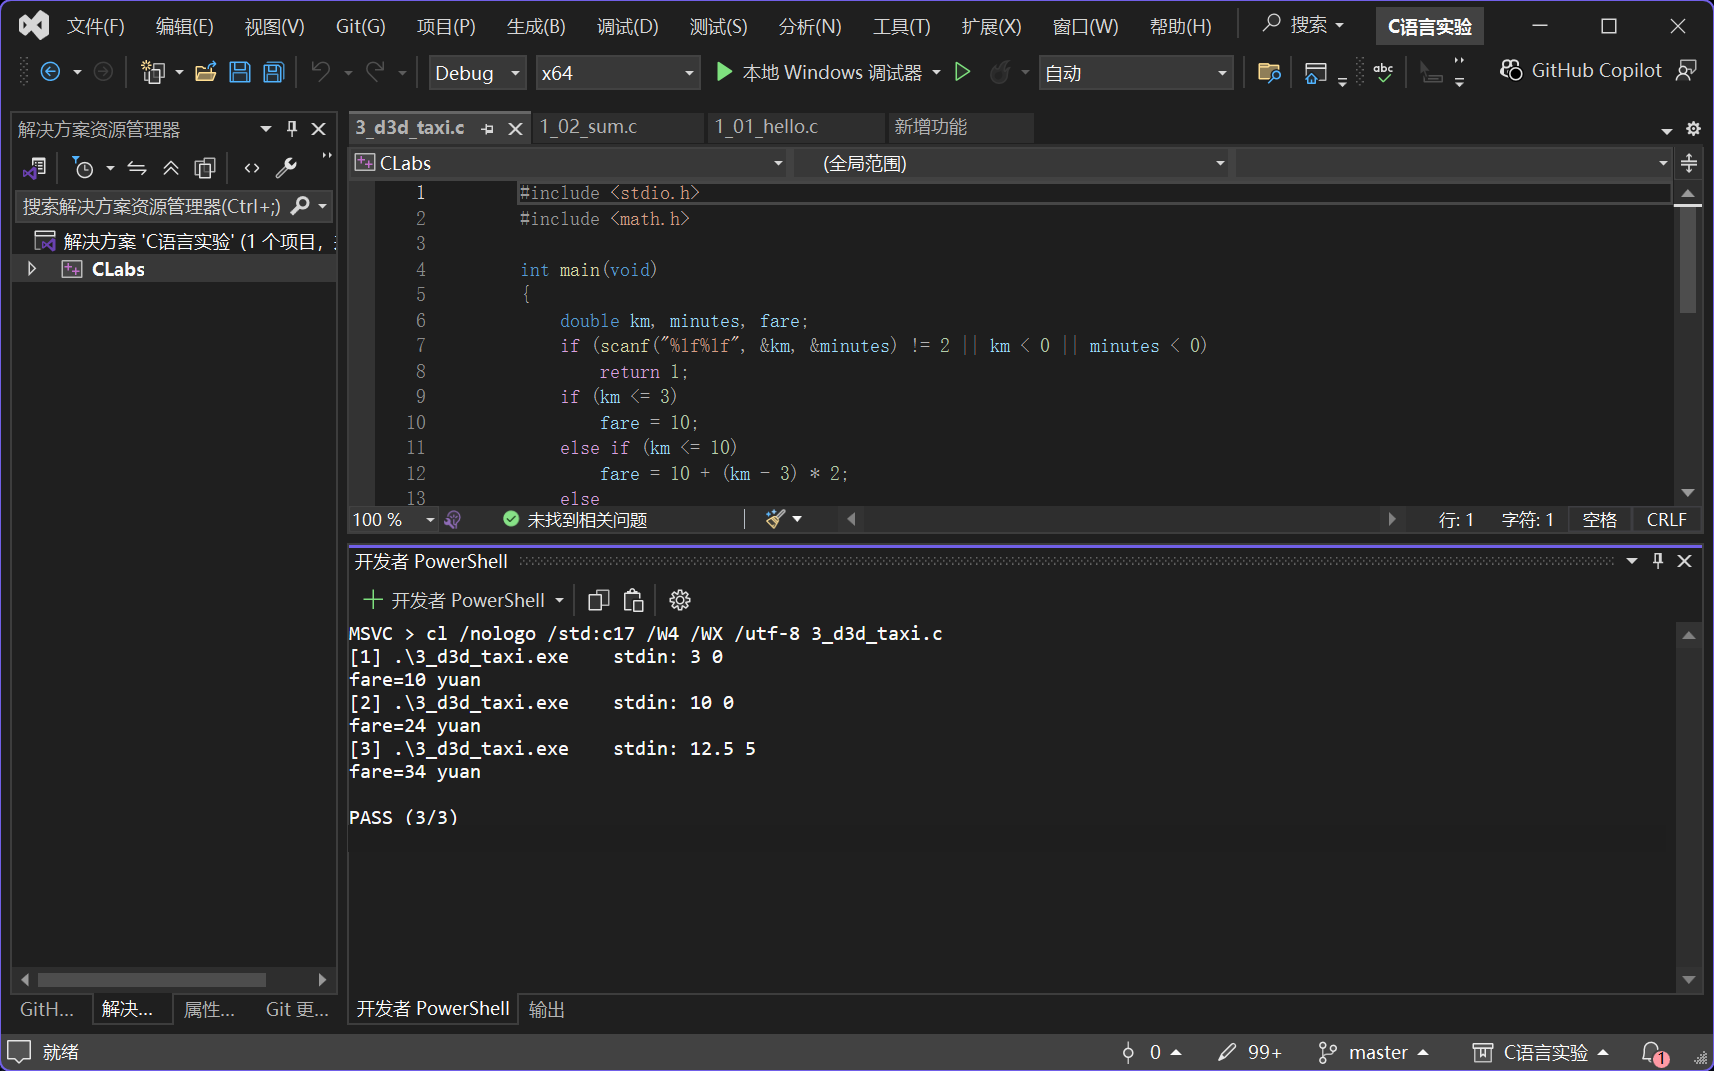 文件(F) 编辑(E) 视图(V) Git(G) 项目(P) 生成(B) 调试(D) 测试(S) 分析(N) 工具(T) 扩展(X) 窗口(W) 帮助(H) 搜索 C语言实验
Debug x64 本地 Windows 调试器 自动 abc GitHub Copilot
解决方案资源管理器
搜索解决方案资源管理器(Ctrl+;)
解决方案 'C语言实验' (1 个项目,
CLabs
3_d3d_taxi.c 1_02_sum.c 1_01_hello.c 新增功能
CLabs (全局范围)
1 #include <stdio.h>
2 #include <math.h>
3
4 int main(void)
5 {
6 double km, minutes, fare;
7 if (scanf("%lf%lf", &km, &minutes) != 2 || km < 0 || minutes < 0)
8 return 1;
9 if (km <= 3)
10 fare = 10;
11 else if (km <= 10)
12 fare = 10 + (km - 3) * 2;
13 else
100 % 未找到相关问题 行: 1 字符: 1 空格 CRLF
开发者 PowerShell
开发者 PowerShell
MSVC > cl /nologo /std:c17 /W4 /WX /utf-8 3_d3d_taxi.c
[1] .\3_d3d_taxi.exe stdin: 3 0
fare=10 yuan
[2] .\3_d3d_taxi.exe stdin: 10 0
fare=24 yuan
[3] .\3_d3d_taxi.exe stdin: 12.5 5
fare=34 yuan
PASS (3/3)
GitH... 解决... 属性... Git 更...
开发者 PowerShell 输出
就绪 0 99+ master C语言实验 1